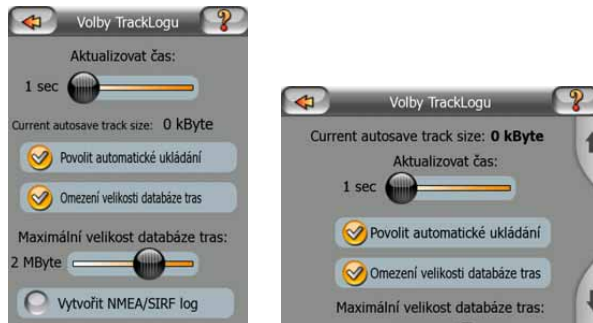 Volby TrackLogu
Aktualizovat čas:
1 sec
Current autosave track size: 0 kByte
Povolit automatické ukládání
Omezení velikosti databáze tras
Maximální velikost databáze tras:
2 MByte
Vytvořit NMEA/SIRF log
Volby TrackLogu
Current autosave track size: 0 kByte
Aktualizovat čas:
1 sec
Povolit automatické ukládání
Omezení velikosti databáze tras
Maximální velikost databáze tras: